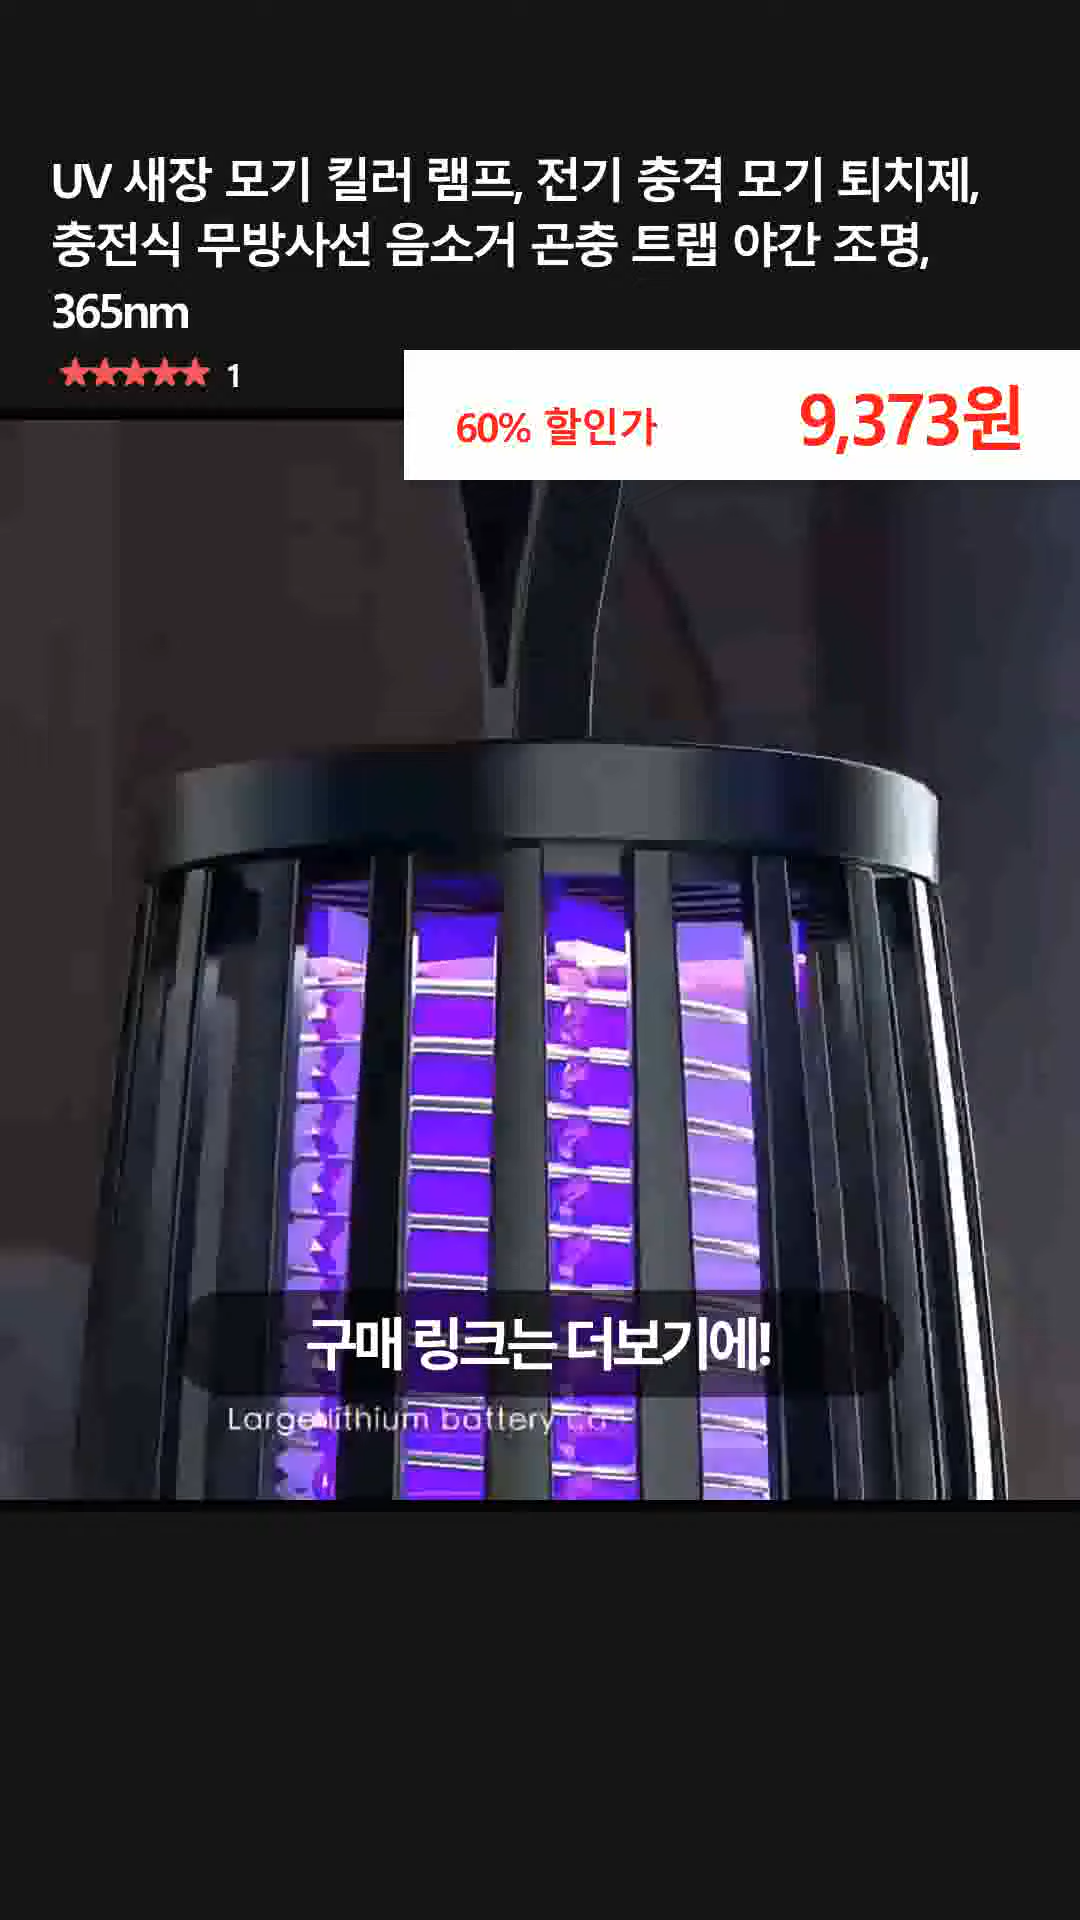 UV 새장 모기 킬러 램프, 전기 충격 모기 퇴치제,
충전식 무방사선 음소거 곤충 트랩 야간 조명,
365nm
★★★★★ 1
60% 할인가 9,373원
구매 링크는 더보기에!
Large lithium battery